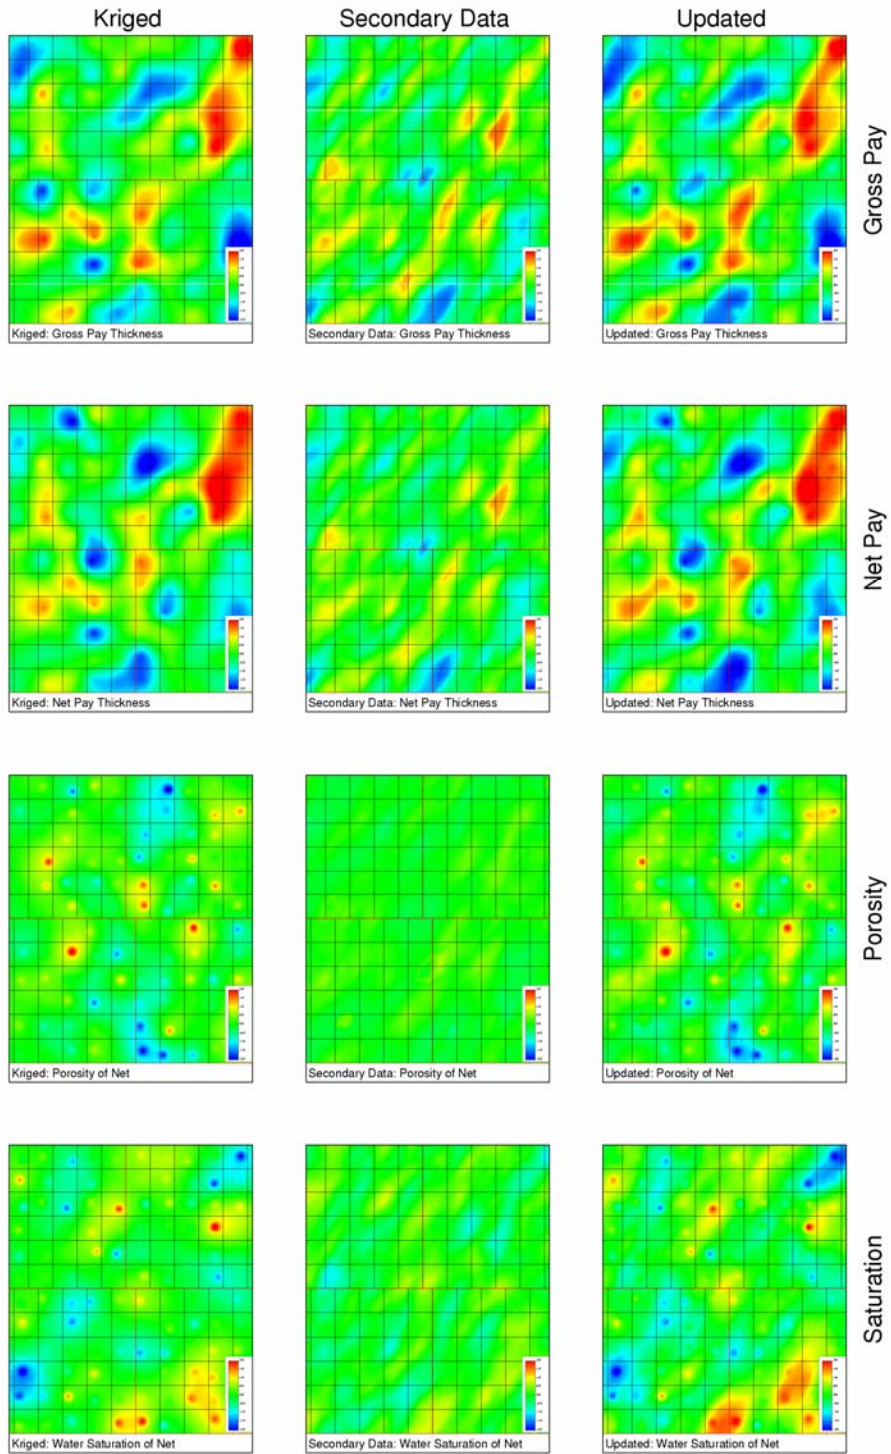 Kriged Secondary Data Updated
Gross Pay
Kriged: Gross Pay Thickness Secondary Data: Gross Pay Thickness Updated: Gross Pay Thickness
Net Pay
Kriged: Net Pay Thickness Secondary Data: Net Pay Thickness Updated: Net Pay Thickness
Porosity
Kriged: Porosity of Net Secondary Data: Porosity of Net Updated: Porosity of Net
Saturation
Kriged: Water Saturation of Net Secondary Data: Water Saturation of Net Updated: Water Saturation of Net